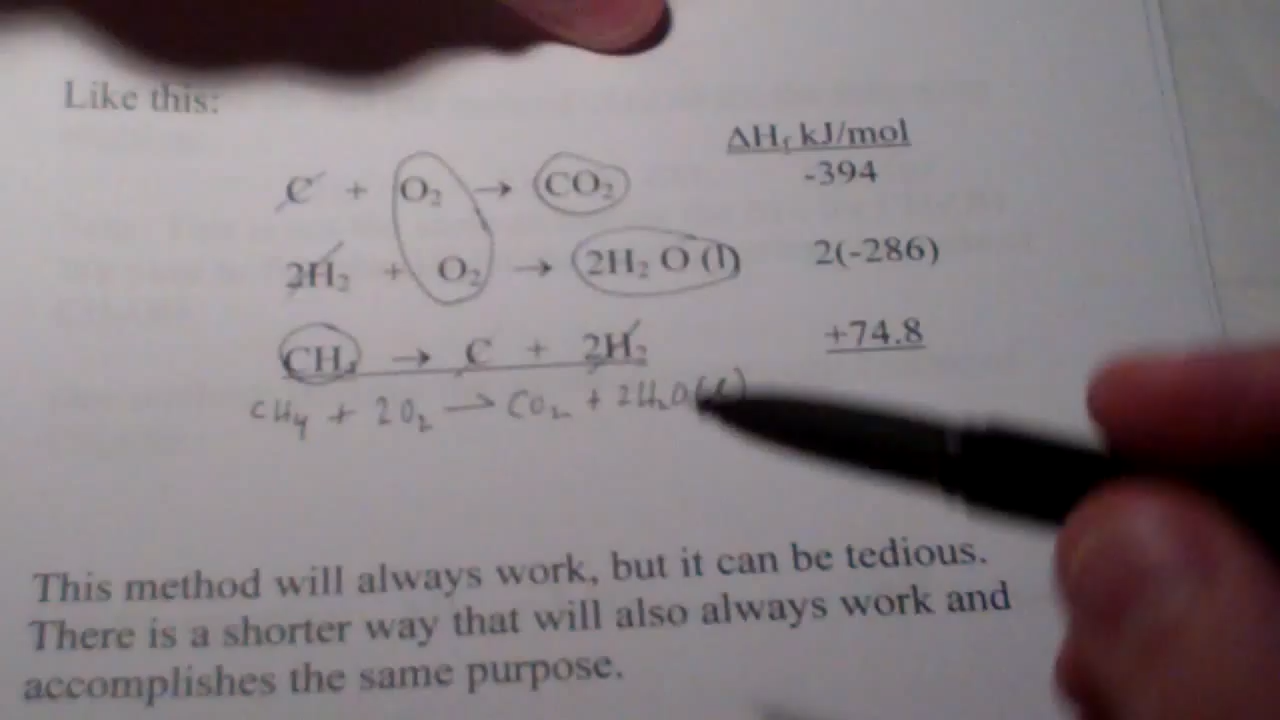 Like this:
ΔHf kJ/mol
C + O₂ → CO₂ -394
2H₂ + O₂ → 2H₂ O (l) 2(-286)
CH₄ → C + 2H₂ +74.8
CH₄ + 2O₂ → CO₂ + 2H₂O(l)
This method will always work, but it can be tedious.
There is a shorter way that will also always work and
accomplishes the same purpose.